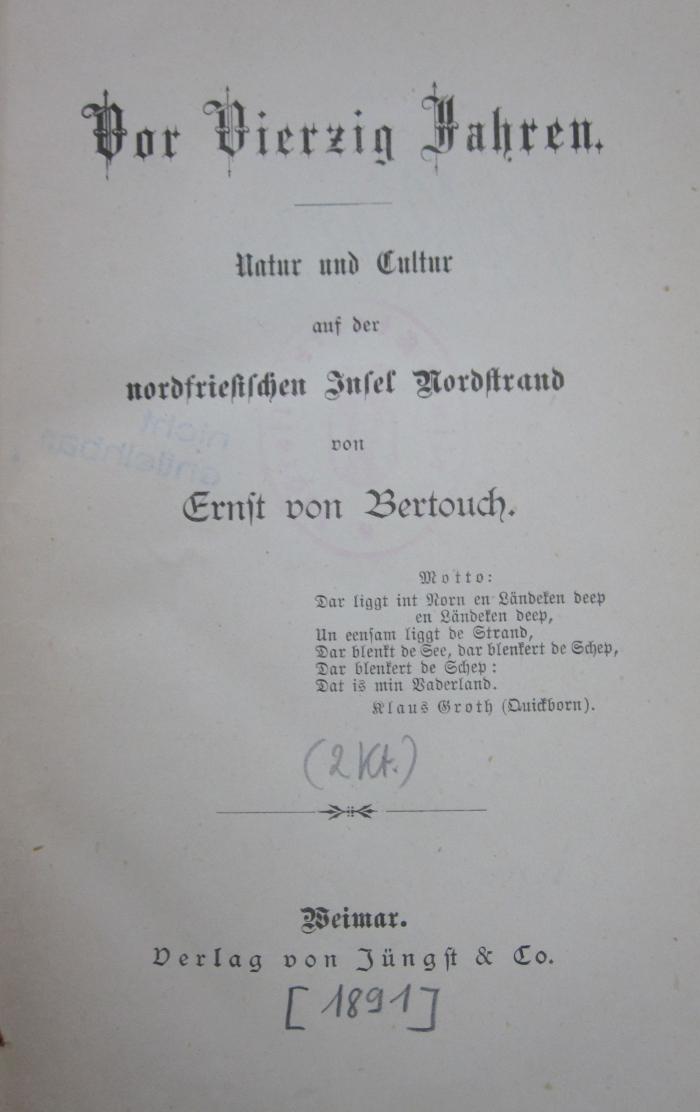 Vor Vierzig Jahren.
Natur und Cultur
auf der
nordfriesischen Insel Nordstrand
von
Ernst von Bertouch.
Motto:
Dar liggt int Norn en Ländeken deep
en Ländeken deep,
Un eensam liggt de Strand,
Dar blenkt de See, dar blenkert de Schep,
Dar blenkert de Schep:
Dat is min Vaderland.
Klaus Groth (Quickborn).
(2 Kt.)
Weimar.
Verlag von Jüngst & Co.
[1891]
nicht
entleihbar